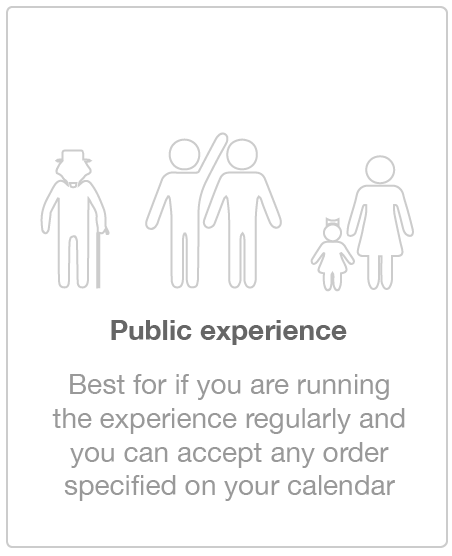 Public experience
Best for if you are running
the experience regularly and
you can accept any order
specified on your calendar